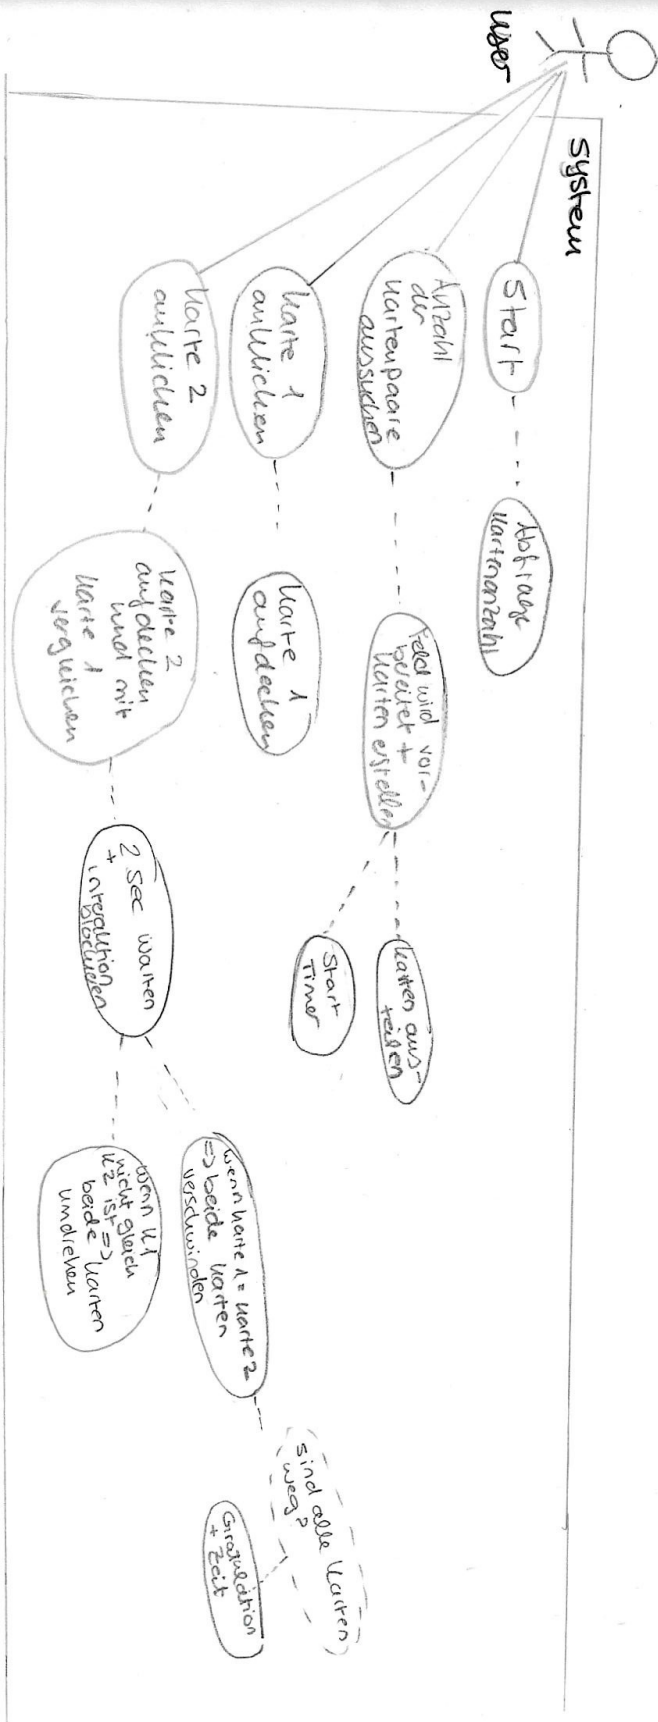 User
System
Start
Abfrage
Kartenanzahl
Anzahl
der
Kartenpaare
aussuchen
Feld wird vor-
bereitet +
Karten erstellen
Karten aus-
teilen
Start
Timer
Karte 1
anklicken
Karte 1
aufdecken
Karte 2
anklicken
Karte 2
aufdecken
und mit
Karte 1
vergleichen
2 sec warten
+
interaktion
blockieren
wenn Karte 1 = Karte 2
=> beide Karten
verschwinden
wenn K1
nicht gleich
K2 ist =>
beide Karten
umdrehen
sind alle Karten
weg?
Gratulation
+ Zeit